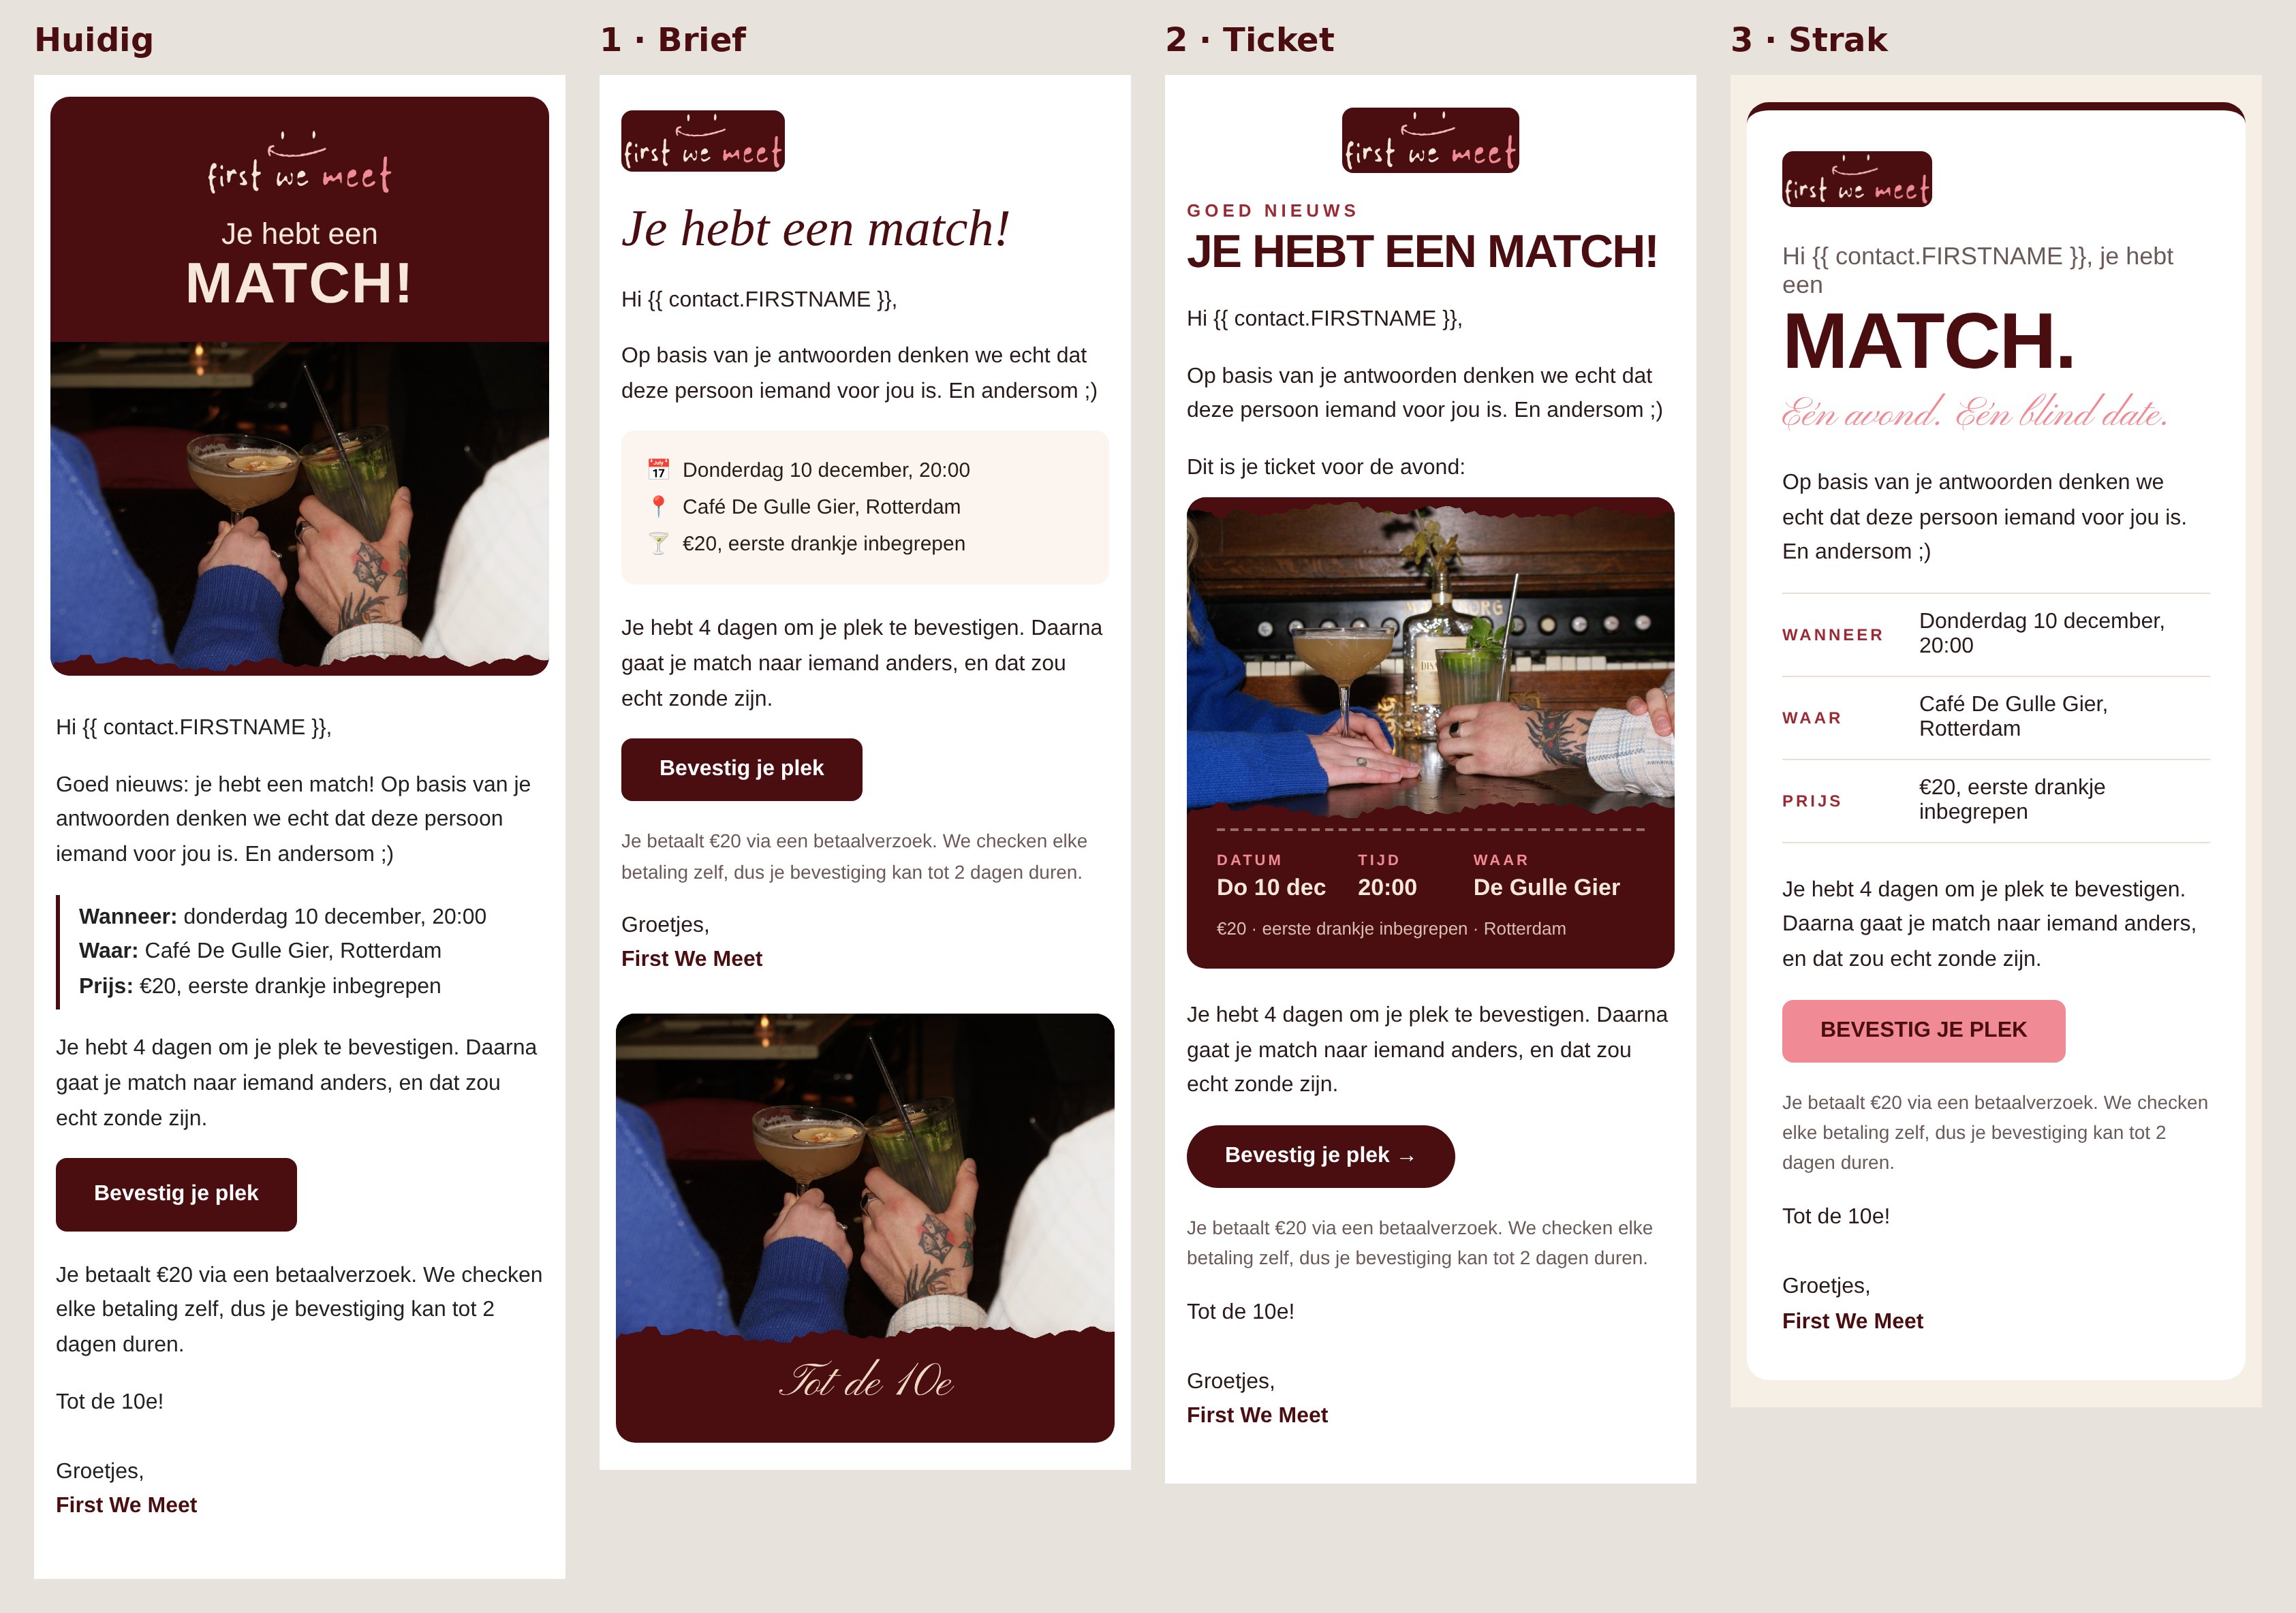 Huidig
first we meet
Je hebt een
MATCH!
Hi {{ contact.FIRSTNAME }},
Goed nieuws: je hebt een match! Op basis van je
antwoorden denken we echt dat deze persoon
iemand voor jou is. En andersom ;)
Wanneer: donderdag 10 december, 20:00
Waar: Café De Gulle Gier, Rotterdam
Prijs: €20, eerste drankje inbegrepen
Je hebt 4 dagen om je plek te bevestigen. Daarna
gaat je match naar iemand anders, en dat zou
echt zonde zijn.
Bevestig je plek
Je betaalt €20 via een betaalverzoek. We checken
elke betaling zelf, dus je bevestiging kan tot 2
dagen duren.
Tot de 10e!
Groetjes,
First We Meet
1 · Brief
first we meet
Je hebt een match!
Hi {{ contact.FIRSTNAME }},
Op basis van je antwoorden denken we echt dat
deze persoon iemand voor jou is. En andersom ;)
Donderdag 10 december, 20:00
Café De Gulle Gier, Rotterdam
€20, eerste drankje inbegrepen
Je hebt 4 dagen om je plek te bevestigen. Daarna
gaat je match naar iemand anders, en dat zou
echt zonde zijn.
Bevestig je plek
Je betaalt €20 via een betaalverzoek. We checken elke
betaling zelf, dus je bevestiging kan tot 2 dagen duren.
Groetjes,
First We Meet
Tot de 10e
2 · Ticket
first we meet
GOED NIEUWS
JE HEBT EEN MATCH!
Hi {{ contact.FIRSTNAME }},
Op basis van je antwoorden denken we echt dat
deze persoon iemand voor jou is. En andersom ;)
Dit is je ticket voor de avond:
DATUM TIJD WAAR
Do 10 dec 20:00 De Gulle Gier
€20 · eerste drankje inbegrepen · Rotterdam
Je hebt 4 dagen om je plek te bevestigen. Daarna
gaat je match naar iemand anders, en dat zou
echt zonde zijn.
Bevestig je plek →
Je betaalt €20 via een betaalverzoek. We checken elke
betaling zelf, dus je bevestiging kan tot 2 dagen duren.
Tot de 10e!
Groetjes,
First We Meet
3 · Strak
first we meet
Hi {{ contact.FIRSTNAME }}, je hebt
een
MATCH.
Eén avond. Eén blind date.
Op basis van je antwoorden denken we
echt dat deze persoon iemand voor jou is.
En andersom ;)
WANNEER Donderdag 10 december,
20:00
WAAR Café De Gulle Gier,
Rotterdam
PRIJS €20, eerste drankje
inbegrepen
Je hebt 4 dagen om je plek te bevestigen.
Daarna gaat je match naar iemand anders,
en dat zou echt zonde zijn.
BEVESTIG JE PLEK
Je betaalt €20 via een betaalverzoek. We checken
elke betaling zelf, dus je bevestiging kan tot 2
dagen duren.
Tot de 10e!
Groetjes,
First We Meet